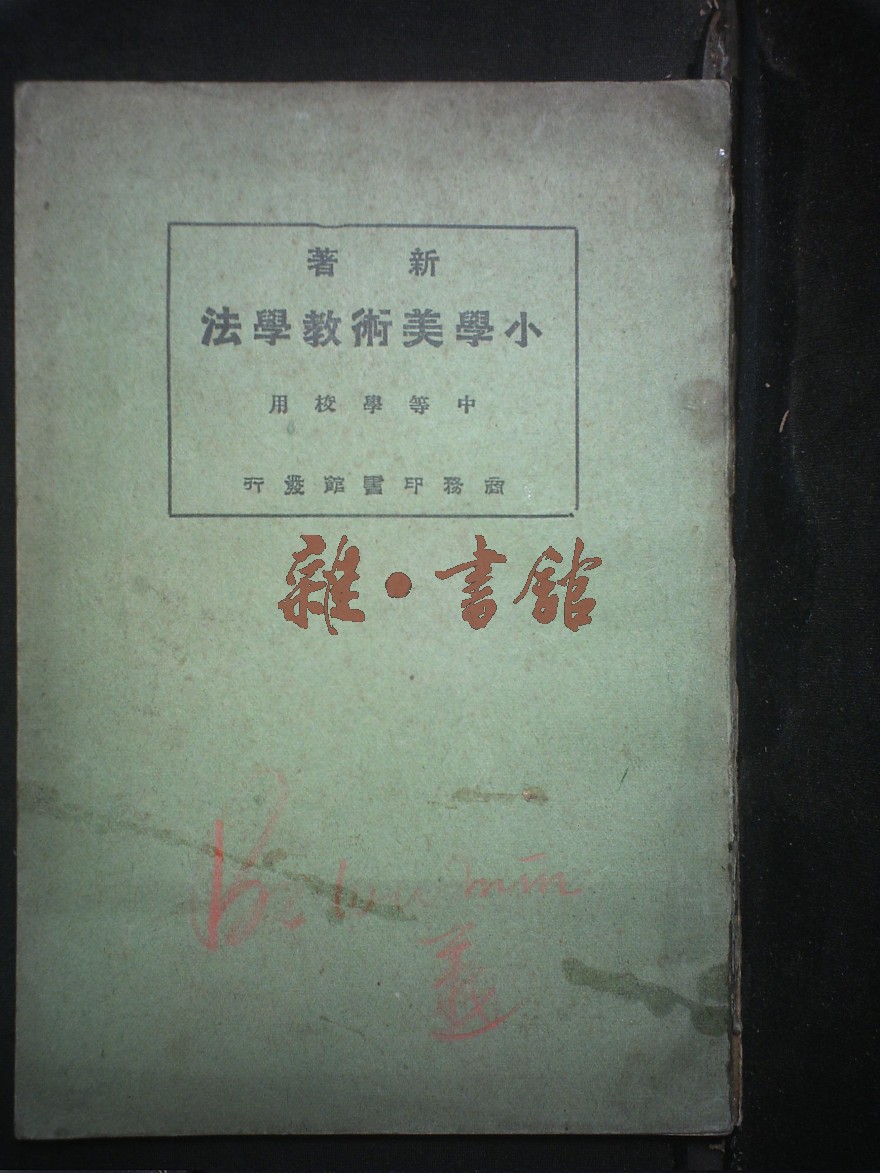 新著
小學美術教學法
中等學校用
商務印書館發行
雜·書館